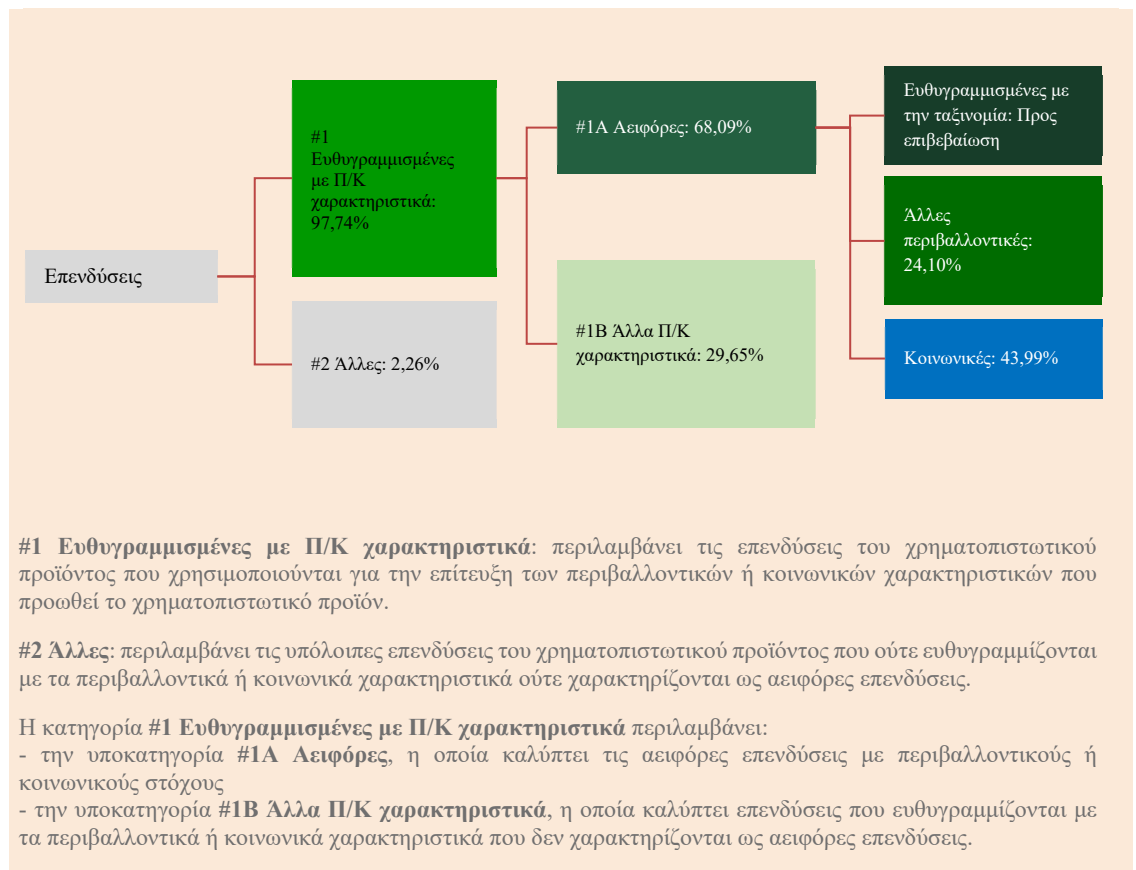 Επενδύσεις
#1
Ευθυγραμμισμένες
με Π/Κ
χαρακτηριστικά:
97,74%
#2 Άλλες: 2,26%
#1Α Αειφόρες: 68,09%
#1Β Άλλα Π/Κ
χαρακτηριστικά: 29,65%
Ευθυγραμμισμένες με
την ταξινομία: Προς
επιβεβαίωση
Άλλες
περιβαλλοντικές:
24,10%
Κοινωνικές: 43,99%
#1 Ευθυγραμμισμένες με Π/Κ χαρακτηριστικά: περιλαμβάνει τις επενδύσεις του χρηματοπιστωτικού
προϊόντος που χρησιμοποιούνται για την επίτευξη των περιβαλλοντικών ή κοινωνικών χαρακτηριστικών που
προωθεί το χρηματοπιστωτικό προϊόν.
#2 Άλλες: περιλαμβάνει τις υπόλοιπες επενδύσεις του χρηματοπιστωτικού προϊόντος που ούτε ευθυγραμμίζονται
με τα περιβαλλοντικά ή κοινωνικά χαρακτηριστικά ούτε χαρακτηρίζονται ως αειφόρες επενδύσεις.
Η κατηγορία #1 Ευθυγραμμισμένες με Π/Κ χαρακτηριστικά περιλαμβάνει:
- την υποκατηγορία #1Α Αειφόρες, η οποία καλύπτει τις αειφόρες επενδύσεις με περιβαλλοντικούς ή
κοινωνικούς στόχους
- την υποκατηγορία #1Β Άλλα Π/Κ χαρακτηριστικά, η οποία καλύπτει επενδύσεις που ευθυγραμμίζονται με
τα περιβαλλοντικά ή κοινωνικά χαρακτηριστικά που δεν χαρακτηρίζονται ως αειφόρες επενδύσεις.